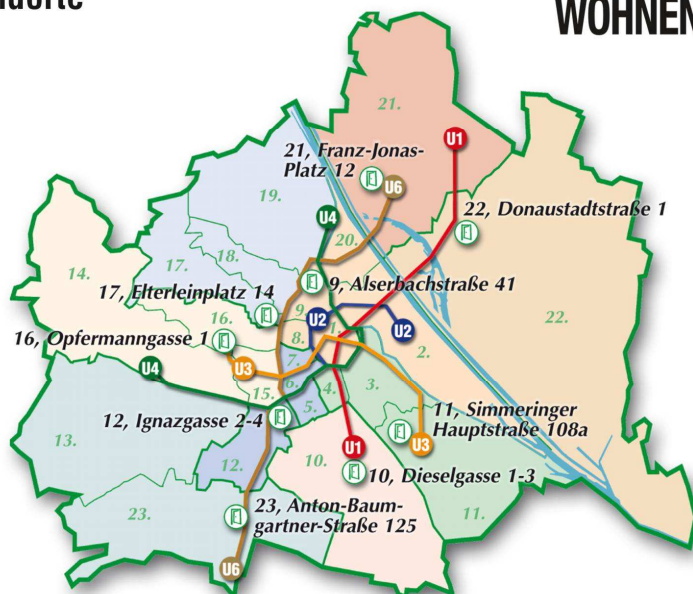 ndorte
WOHNEN
21.
U1
21, Franz-Jonas-
Platz 12
U6
19.
U4
20.
22, Donaustadtstraße 1
18.
17.
14.
9, Alserbachstraße 41
17, Elterleinplatz 14
9.
16.
U2
1.
U2
22.
8.
2.
16, Opfermanngasse 1
7.
U4
U3
6.
15.
4.
3.
5.
12, Ignazgasse 2-4
11, Simmeringer
Hauptstraße 108a
13.
U1
U3
12.
10.
10, Dieselgasse 1-3
23, Anton-Baum-
gartner-Straße 125
23.
11.
U6